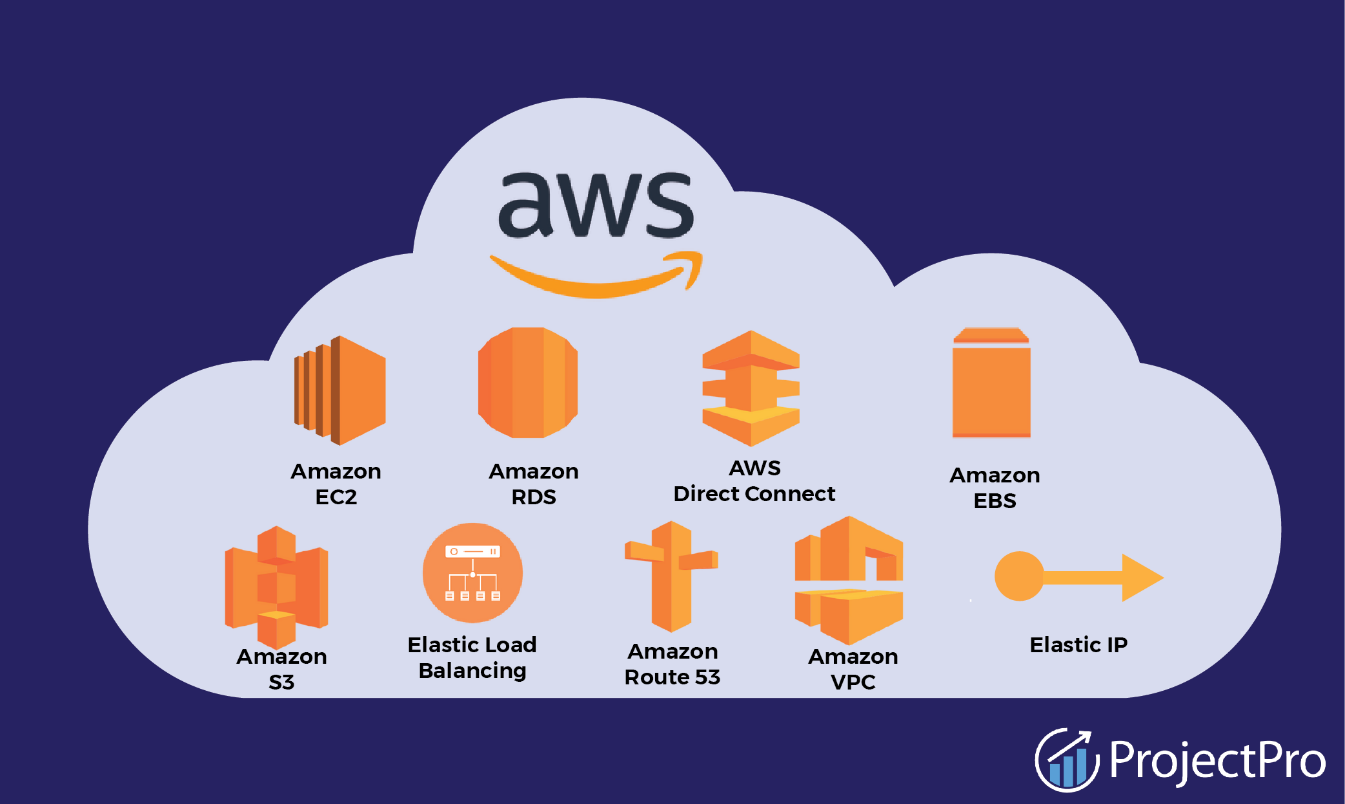 aws
Amazon
EC2
Amazon
RDS
AWS
Direct Connect
Amazon
EBS
Amazon
S3
Elastic Load
Balancing
Amazon
Route 53
Amazon
VPC
Elastic IP
ProjectPro